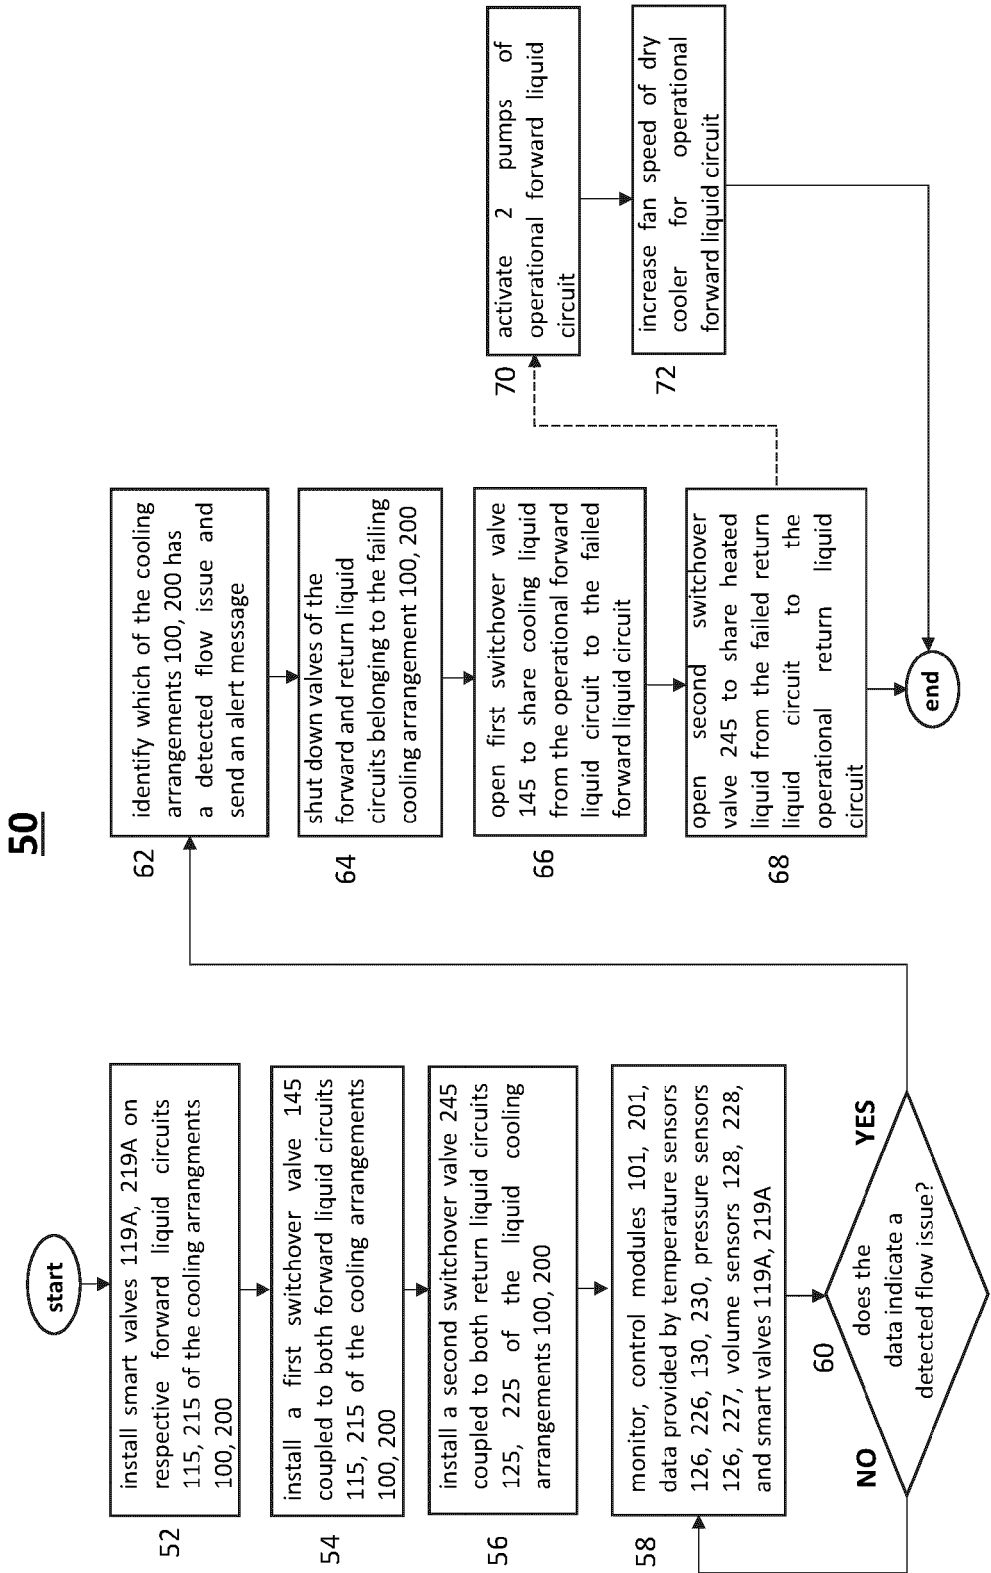 50
start
52
install smart valves 119A, 219A on
respective forward liquid circuits
115, 215 of the cooling arrangments
100, 200
54
install a first switchover valve 145
coupled to both forward liquid circuits
115, 215 of the cooling arrangements
100, 200
56
install a second switchover valve 245
coupled to both return liquid circuits
125, 225 of the liquid cooling
arrangements 100, 200
58
monitor, control modules 101, 201,
data provided by temperature sensors
126, 226, 130, 230, pressure sensors
126, 227, volume sensors 128, 228,
and smart valves 119A, 219A
60
does the
data indicate a
detected flow issue?
NO
YES
62
identify which of the cooling
arrangements 100, 200 has
a detected flow issue and
send an alert message
64
shut down valves of the
forward and return liquid
circuits belonging to the failing
cooling arrangement 100, 200
66
open first switchover valve
145 to share cooling liquid
from the operational forward
liquid circuit to the failed
forward liquid circuit
68
open second switchover
valve 245 to share heated
liquid from the failed return
liquid circuit to the
operational return liquid
circuit
70
activate 2 pumps of
operational forward liquid
circuit
72
increase fan speed of dry
cooler for operational
forward liquid circuit
end